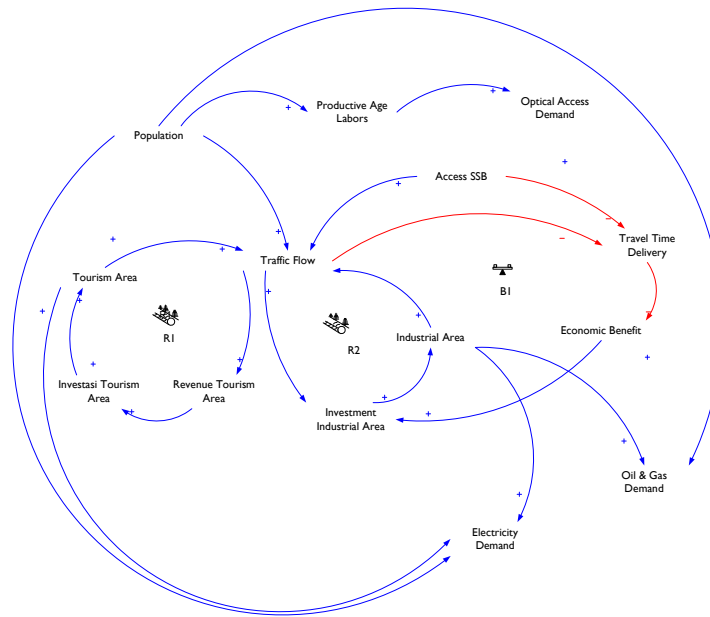 Productive Age
Labors
Optical Access
Demand
Population
Access SSB
Travel Time
Delivery
Traffic Flow
Tourism Area
B1
R1
R2
Industrial Area
Economic Benefit
Investasi Tourism
Area
Revenue Tourism
Area
Investment
Industrial Area
Oil & Gas
Demand
Electricity
Demand